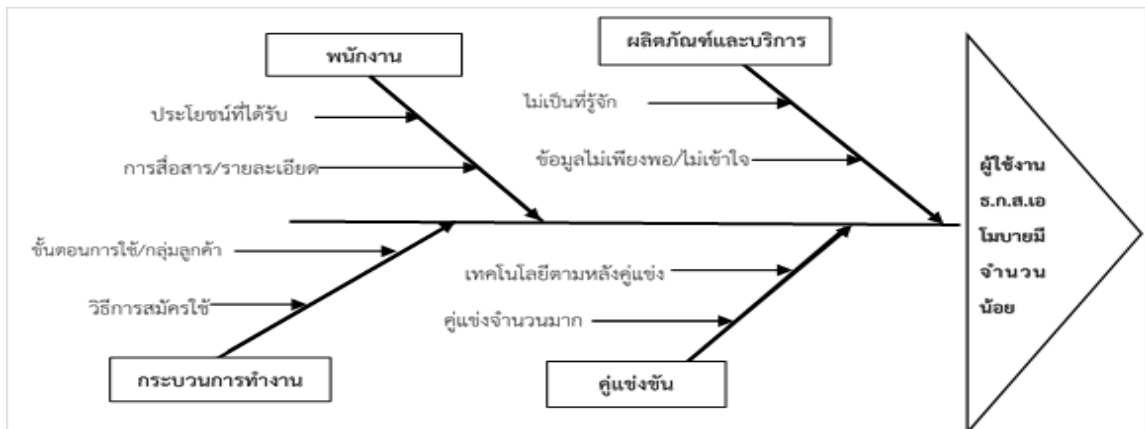 พนักงาน
ผลิตภัณฑ์และบริการ
ประโยชน์ที่ได้รับ
ไม่เป็นที่รู้จัก
การสื่อสาร/รายละเอียด
ข้อมูลไม่เพียงพอ/ไม่เข้าใจ
ผู้ใช้งาน
ธ.ก.ส.เอ
โมบายมี
จำนวน
น้อย
ขั้นตอนการใช้/กลุ่มลูกค้า
เทคโนโลยีตามหลังคู่แข่ง
วิธีการสมัครใช้
คู่แข่งจำนวนมาก
กระบวนการทำงาน
คู่แข่งขัน